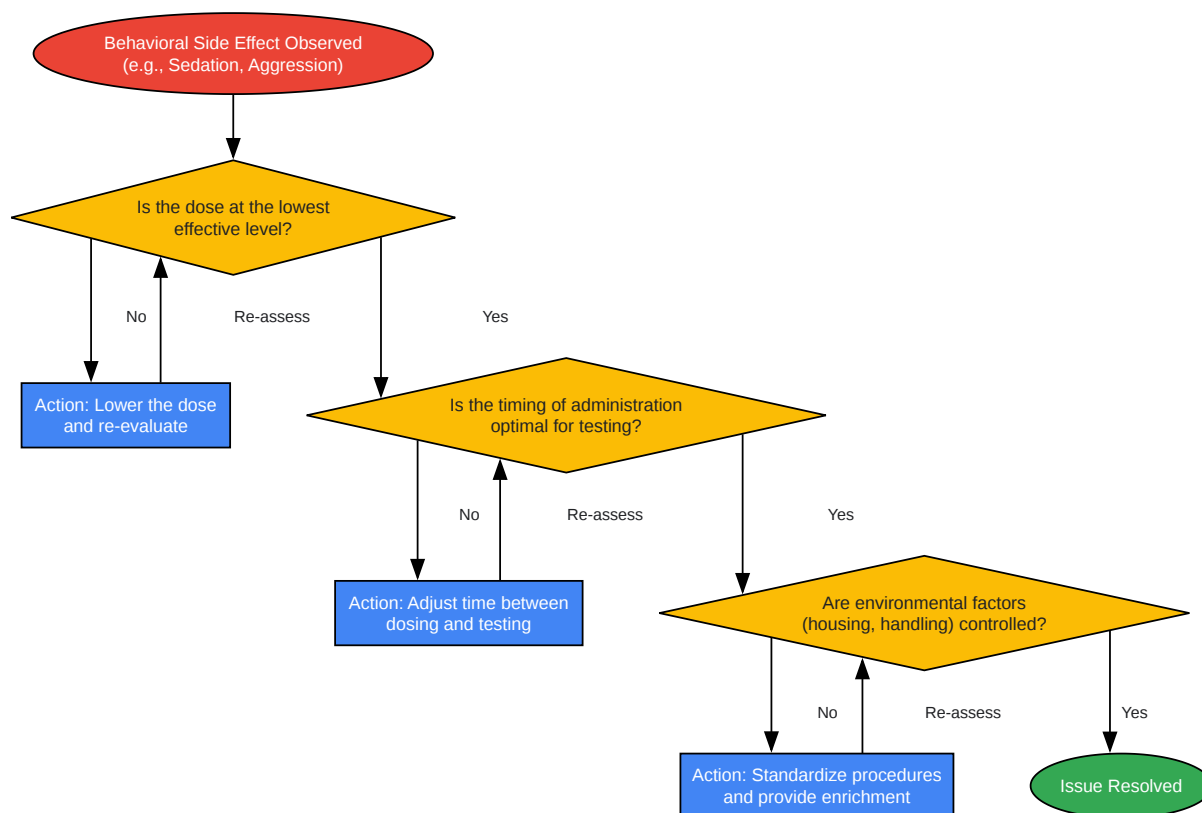 Behavioral Side Effect Observed
(e.g., Sedation, Aggression)
Is the dose at the lowest
effective level?
No
Re-assess
Yes
Action: Lower the dose
and re-evaluate
Is the timing of administration
optimal for testing?
No
Re-assess
Yes
Action: Adjust time between
dosing and testing
Are environmental factors
(housing, handling) controlled?
No
Re-assess
Yes
Action: Standardize procedures
and provide enrichment
Issue Resolved